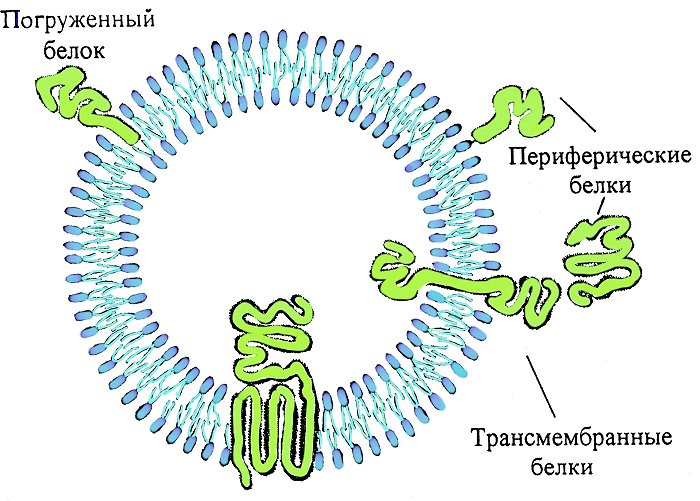 Погруженный
белок
Периферические
белки
Трансмембранные
белки